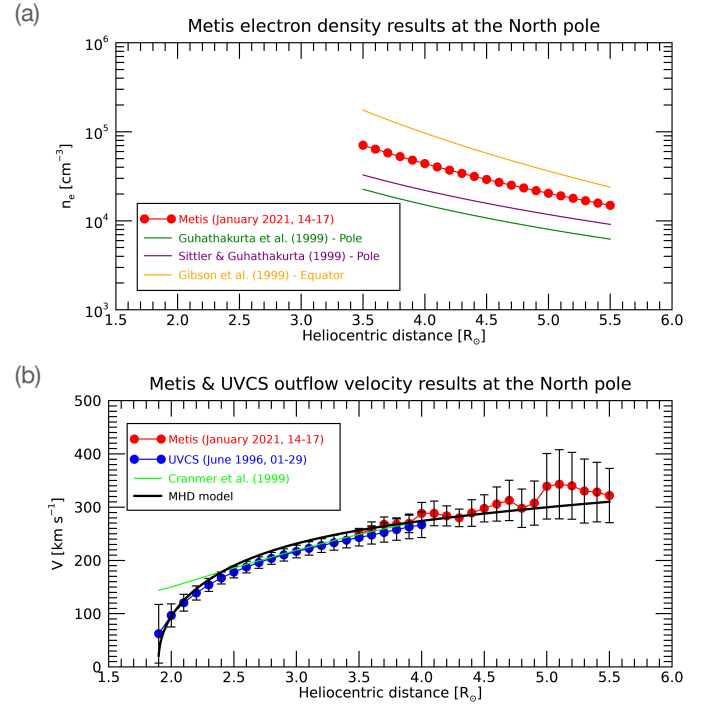 (a)
Metis electron density results at the North pole
10⁶
10⁵
10⁴
10³
nₑ [cm⁻³]
Metis (January 2021, 14-17)
Guhathakurta et al. (1999) - Pole
Sittler & Guhathakurta (1999) - Pole
Gibson et al. (1999) - Equator
1.5 2.0 2.5 3.0 3.5 4.0 4.5 5.0 5.5 6.0
Heliocentric distance [R☉]
(b)
Metis & UVCS outflow velocity results at the North pole
500
400
300
200
100
0
V [km s⁻¹]
Metis (January 2021, 14-17)
UVCS (June 1996, 01-29)
Cranmer et al. (1999)
MHD model
1.5 2.0 2.5 3.0 3.5 4.0 4.5 5.0 5.5 6.0
Heliocentric distance [R☉]